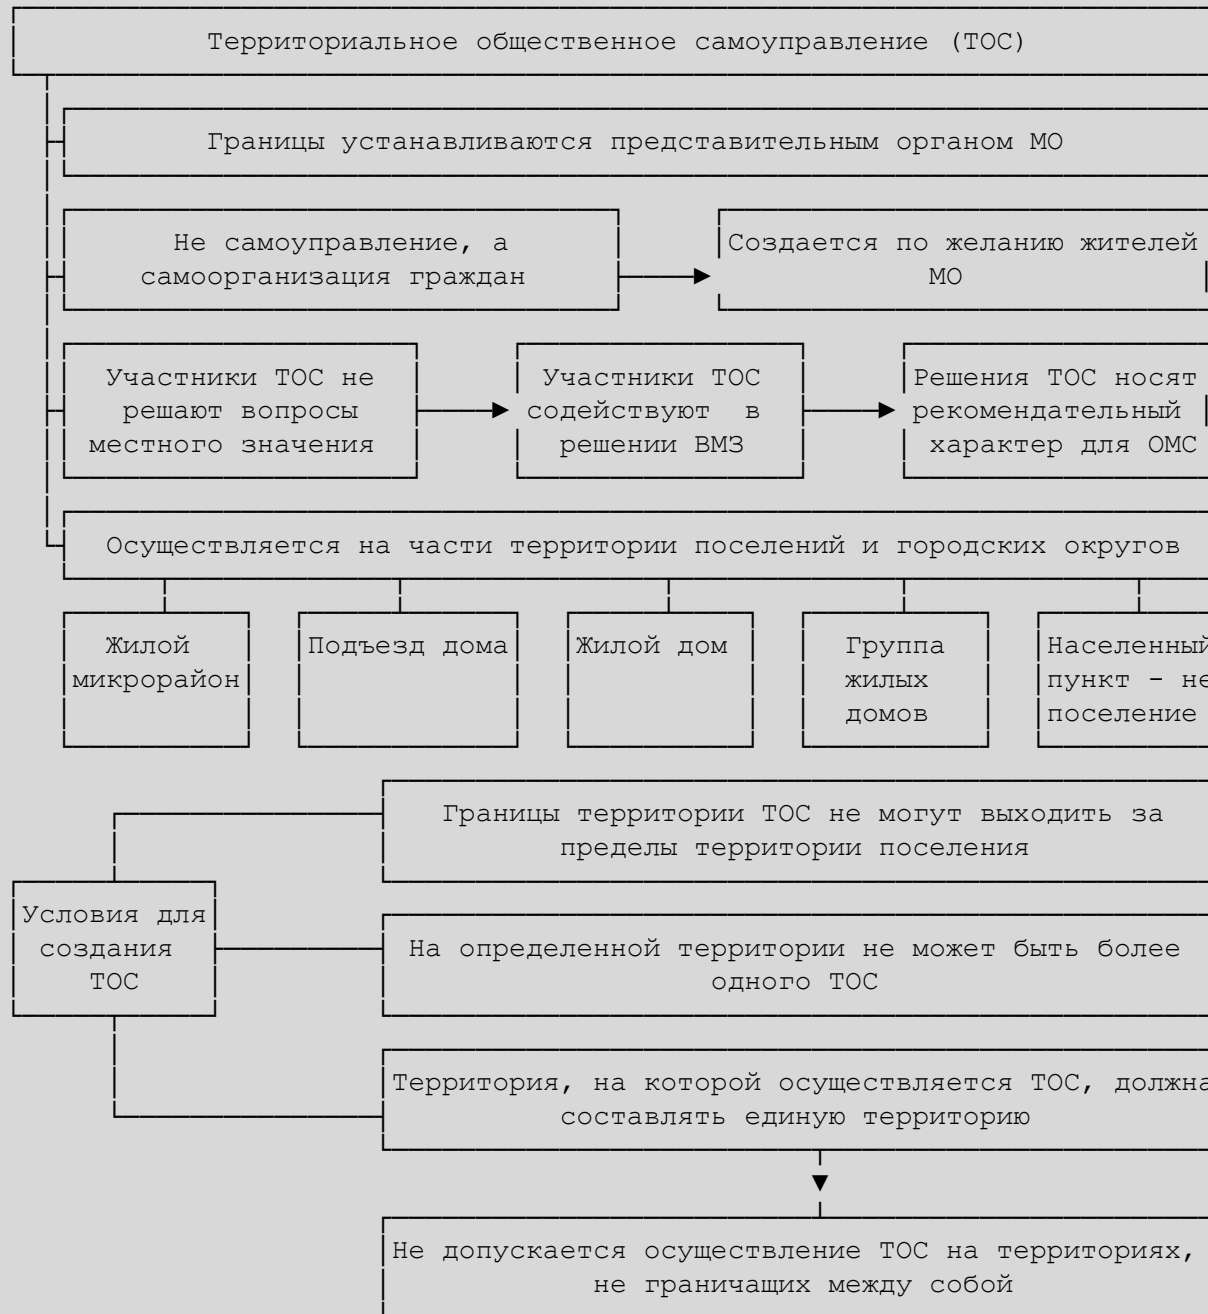 Территориальное общественное самоуправление (ТОС)
Границы устанавливаются представительным органом МО
Не самоуправление, а
самоорганизация граждан
Создается по желанию жителей
МО
Участники ТОС не
решают вопросы
местного значения
Участники ТОС
содействуют в
решении ВМЗ
Решения ТОС носят
рекомендательный
характер для ОМС
Осуществляется на части территории поселений и городских округов
Жилой
микрорайон
Подъезд дома
Жилой дом
Группа
жилых
домов
Населенный
пункт - не
поселение
Границы территории ТОС не могут выходить за
пределы территории поселения
Условия для
создания
ТОС
На определенной территории не может быть более
одного ТОС
Территория, на которой осуществляется ТОС, должна
составлять единую территорию
Не допускается осуществление ТОС на территориях,
не граничащих между собой